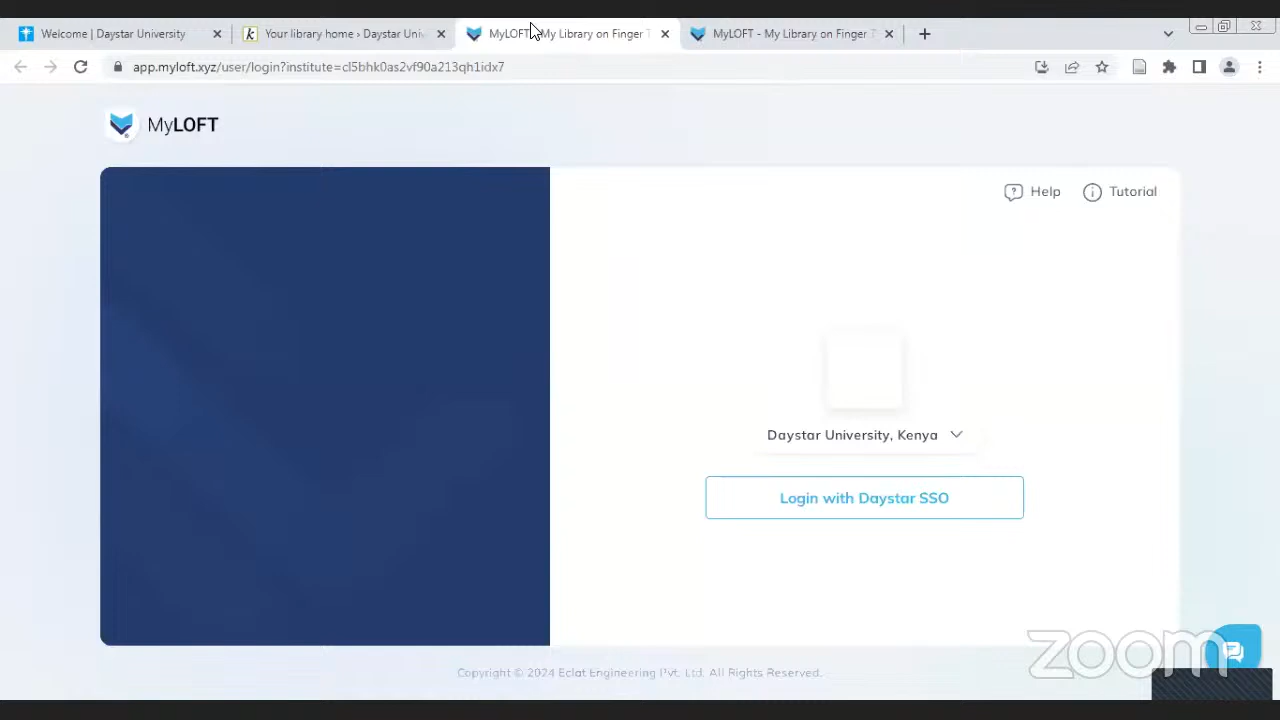 Welcome | Daystar University
Your library home › Daystar Uni
MyLOFT - My Library on Finger T
MyLOFT - My Library on Finger T
app.myloft.xyz/user/login?institute=cl5bhk0as2vf90a213qh1idx7
MyLOFT
Help
Tutorial
Daystar University, Kenya
Login with Daystar SSO
zoom
Copyright © 2024 Eclat Engineering Pvt. Ltd. All Rights Reserved.